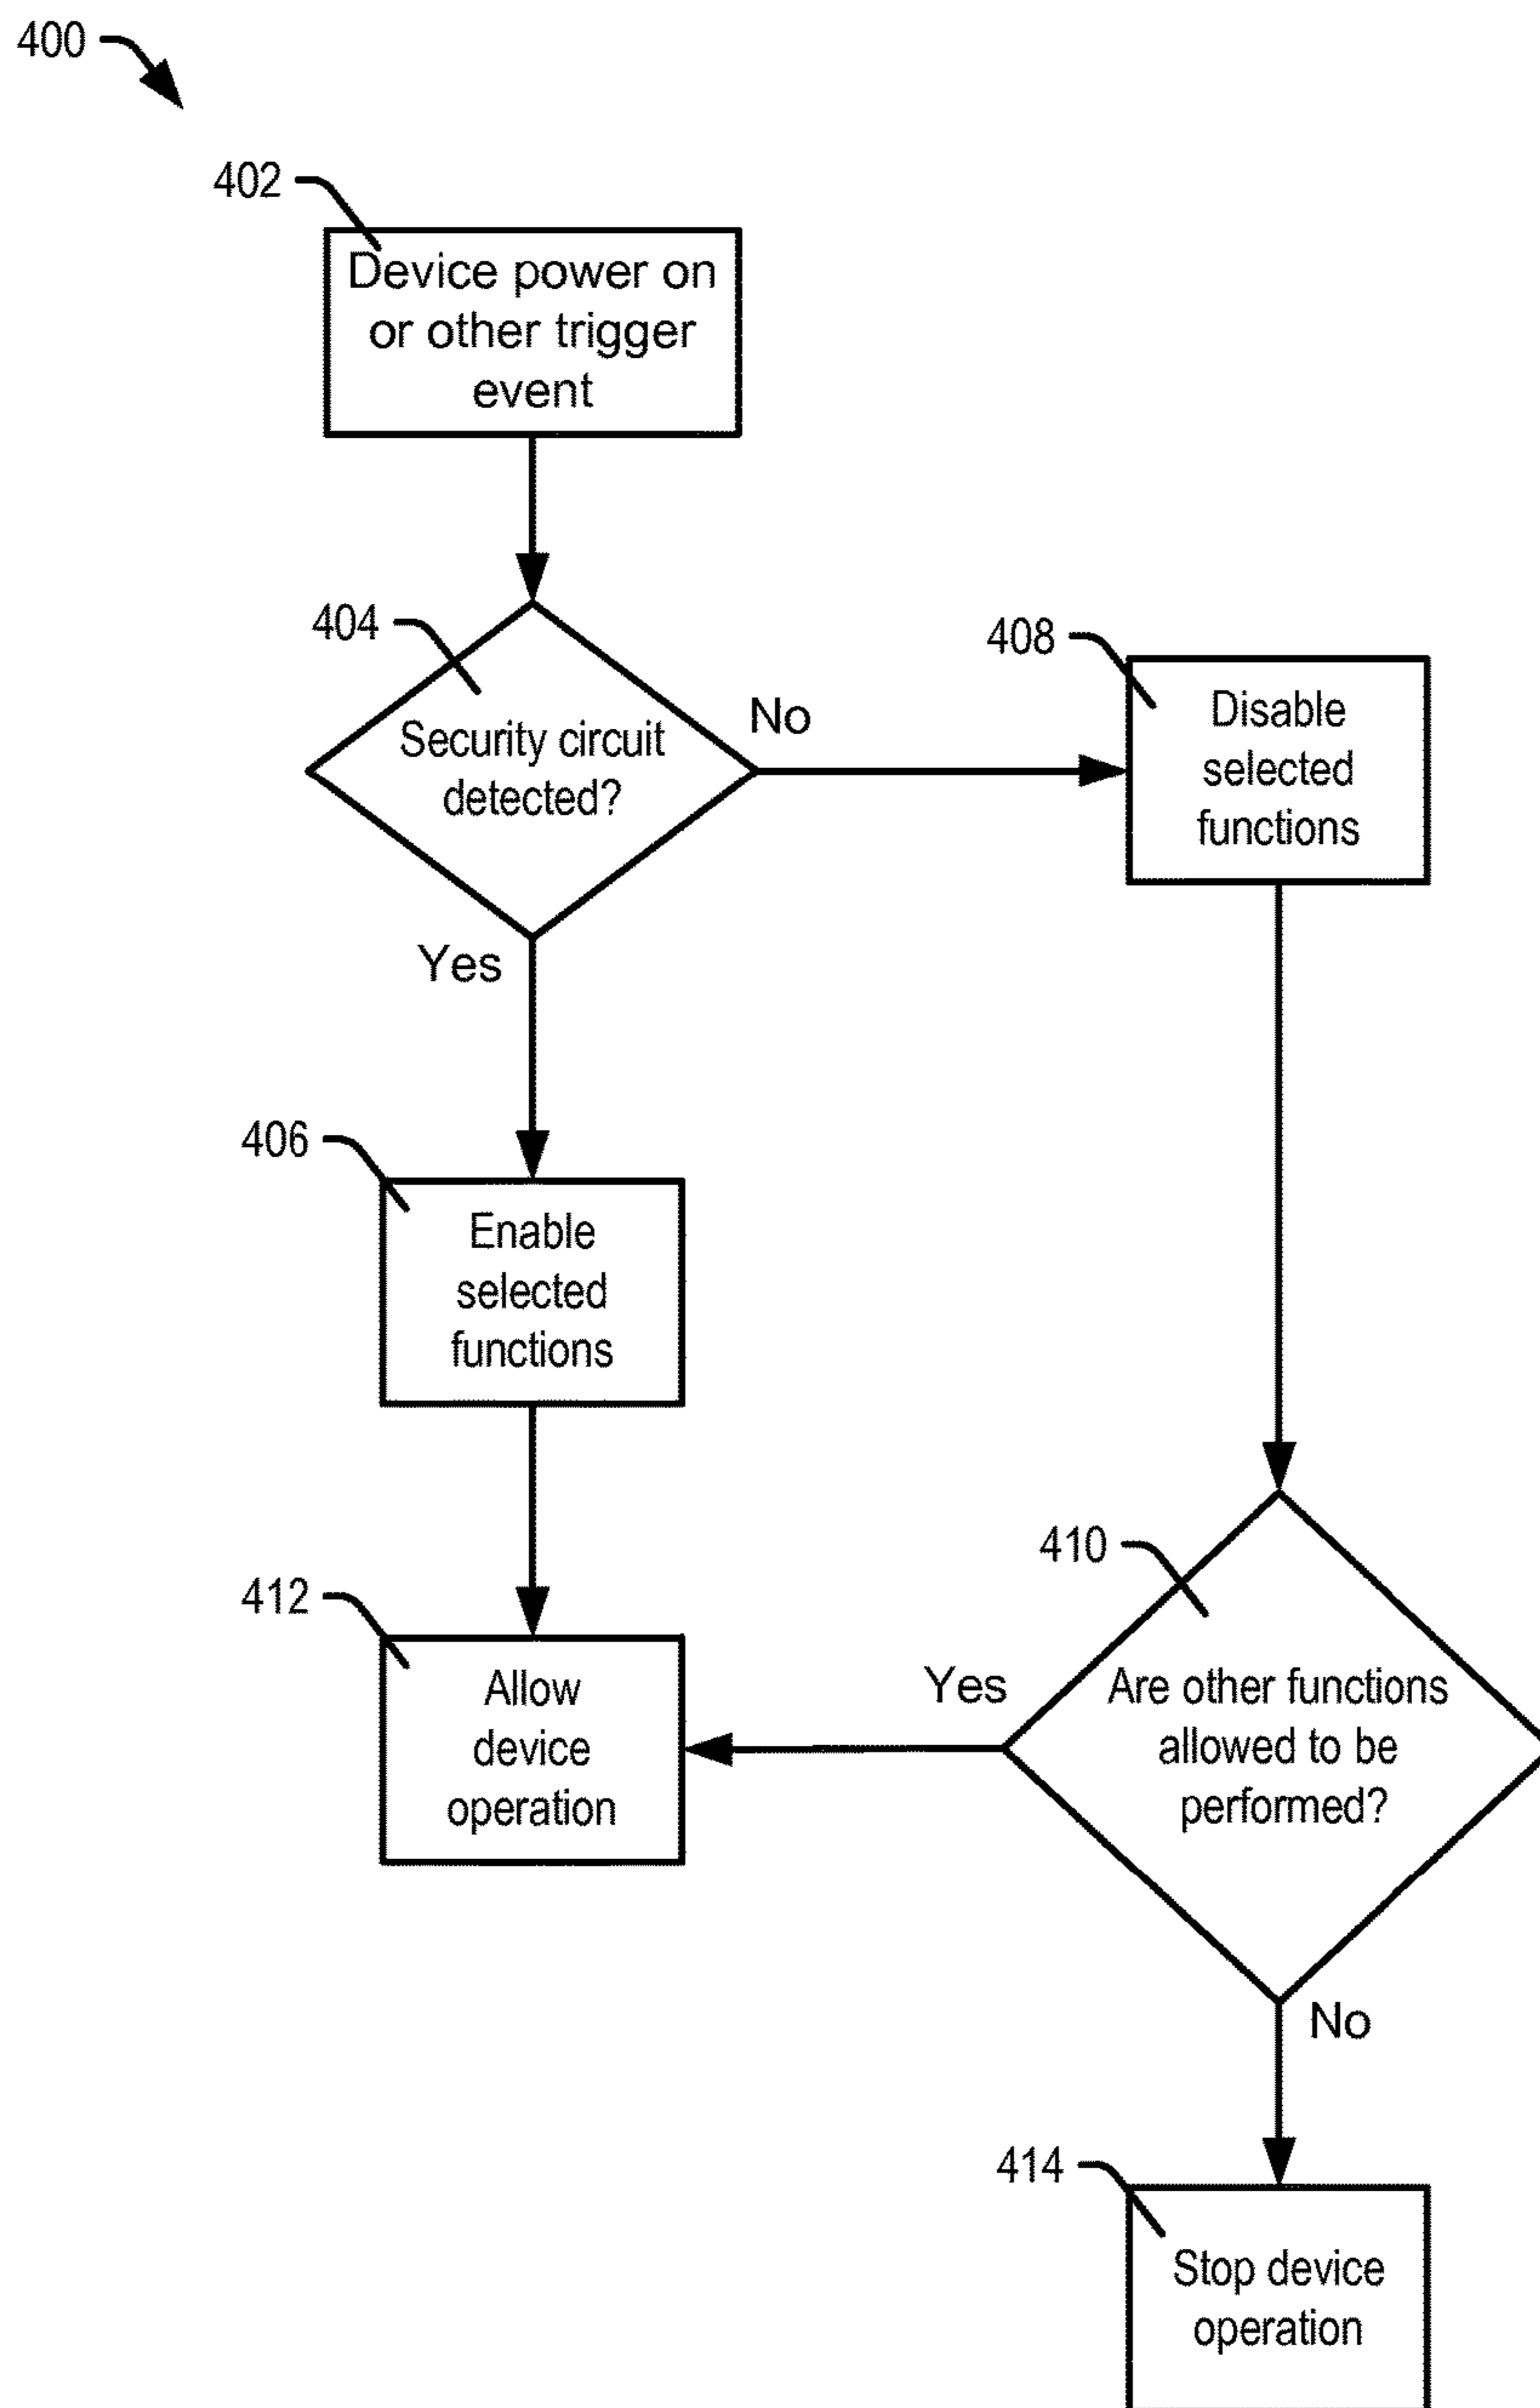 400
402
Device power on
or other trigger
event
404
Security circuit
detected?
No
408
Disable
selected
functions
Yes
406
Enable
selected
functions
412
Allow
device
operation
Yes
410
Are other functions
allowed to be
performed?
No
414
Stop device
operation